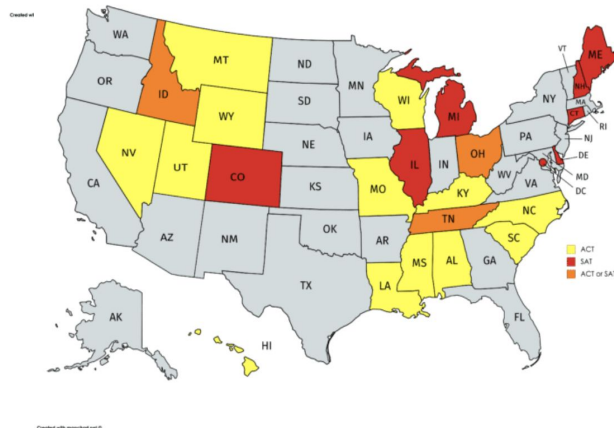 WA
MT
ND
MN
VT
ME
OR
ID
WY
SD
WI
MI
NY
NH
MA
CT
RI
NV
UT
CO
NE
IA
IL
IN
OH
PA
NJ
DE
MD
DC
CA
KS
MO
KY
WV
VA
AZ
NM
OK
AR
TN
NC
SC
TX
LA
MS
AL
GA
FL
AK
HI
ACT
SAT
ACT or SAT